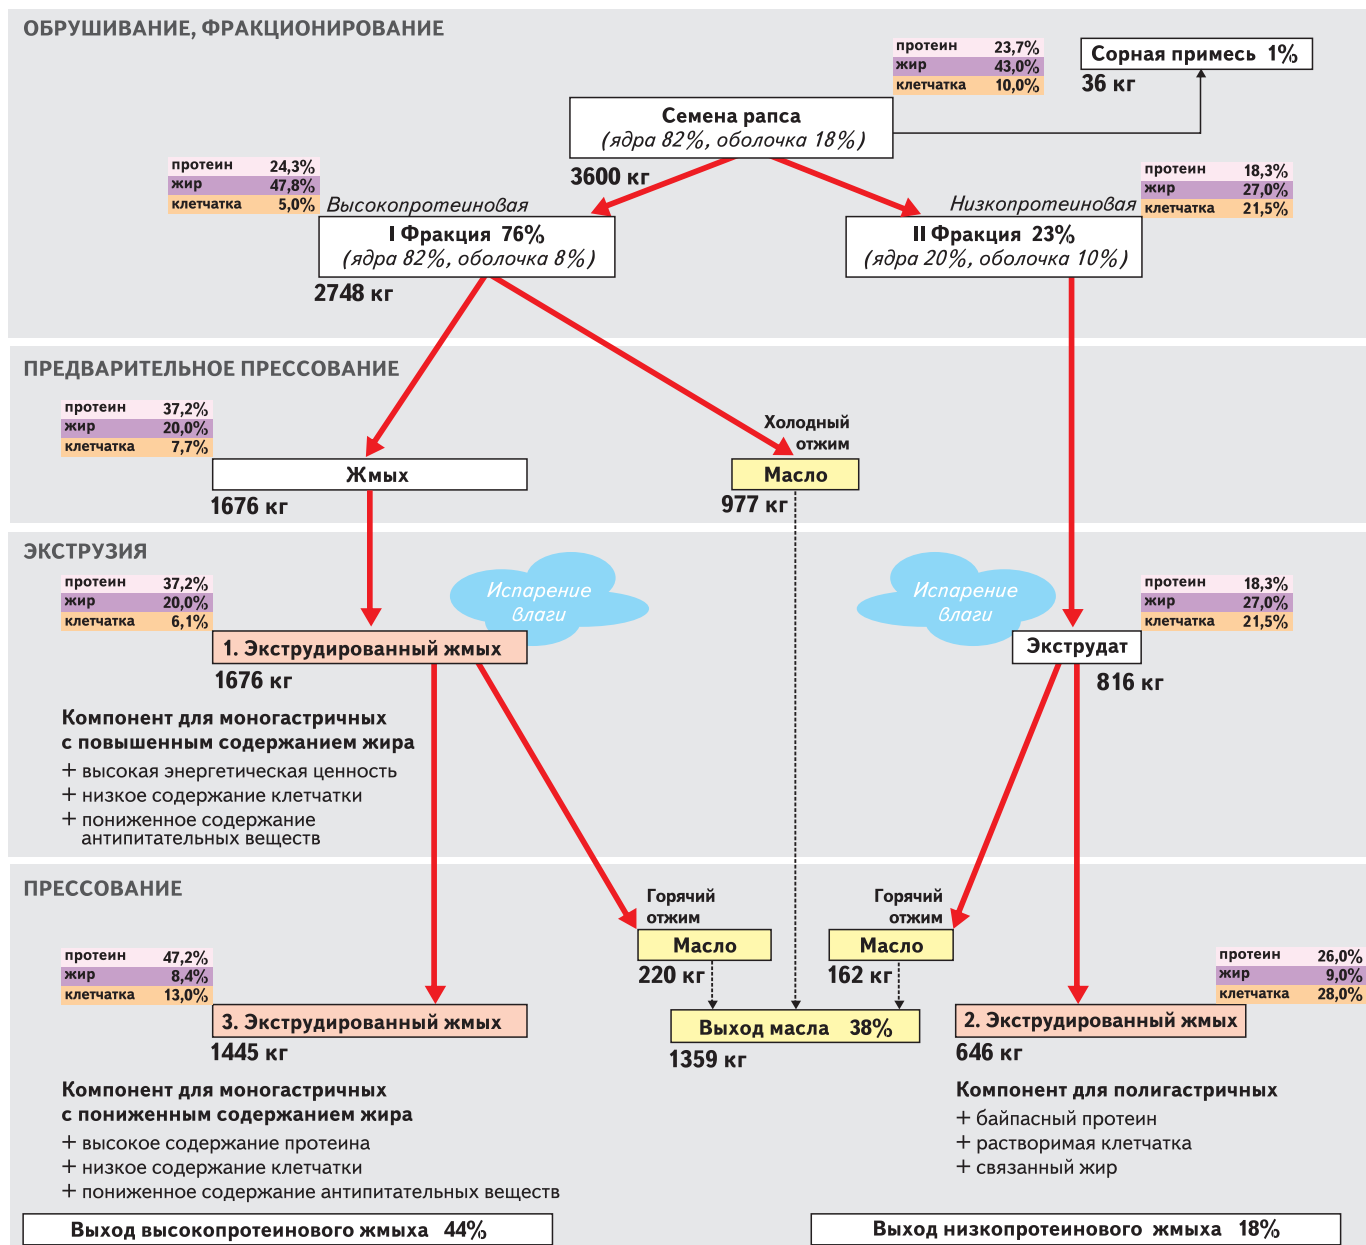 ОБРУШИВАНИЕ, ФРАКЦИОНИРОВАНИЕ
протеин 23,7%
жир 43,0%
клетчатка 10,0%
Сорная примесь 1%
36 кг
Семена рапса
(ядра 82%, оболочка 18%)
3600 кг
протеин 24,3%
жир 47,8%
клетчатка 5,0%
Высокопротеиновая
I Фракция 76%
(ядра 82%, оболочка 8%)
2748 кг
протеин 18,3%
жир 27,0%
клетчатка 21,5%
Низкопротеиновая
II Фракция 23%
(ядра 20%, оболочка 10%)
ПРЕДВАРИТЕЛЬНОЕ ПРЕССОВАНИЕ
протеин 37,2%
жир 20,0%
клетчатка 7,7%
Жмых
1676 кг
Холодный
отжим
Масло
977 кг
ЭКСТРУЗИЯ
протеин 37,2%
жир 20,0%
клетчатка 6,1%
Испарение
влаги
1. Экструдированный жмых
1676 кг
Компонент для моногастричных
с повышенным содержанием жира
+ высокая энергетическая ценность
+ низкое содержание клетчатки
+ пониженное содержание
антипитательных веществ
Испарение
влаги
протеин 18,3%
жир 27,0%
клетчатка 21,5%
Экструдат
816 кг
ПРЕССОВАНИЕ
протеин 47,2%
жир 8,4%
клетчатка 13,0%
3. Экструдированный жмых
1445 кг
Компонент для моногастричных
с пониженным содержанием жира
+ высокое содержание протеина
+ низкое содержание клетчатки
+ пониженное содержание антипитательных веществ
Горячий
отжим
Масло
220 кг
Горячий
отжим
Масло
162 кг
Выход масла 38%
1359 кг
протеин 26,0%
жир 9,0%
клетчатка 28,0%
2. Экструдированный жмых
646 кг
Компонент для полигастричных
+ байпасный протеин
+ растворимая клетчатка
+ связанный жир
Выход высокопротеинового жмыха 44%
Выход низкопротеинового жмыха 18%